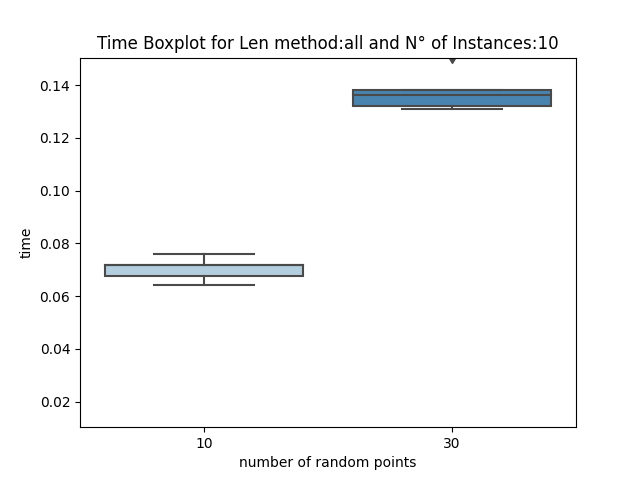 Time Boxplot for Len method:all and N° of Instances:10
0.14
0.12
0.10
0.08
0.06
0.04
0.02
time
10 30
number of random points